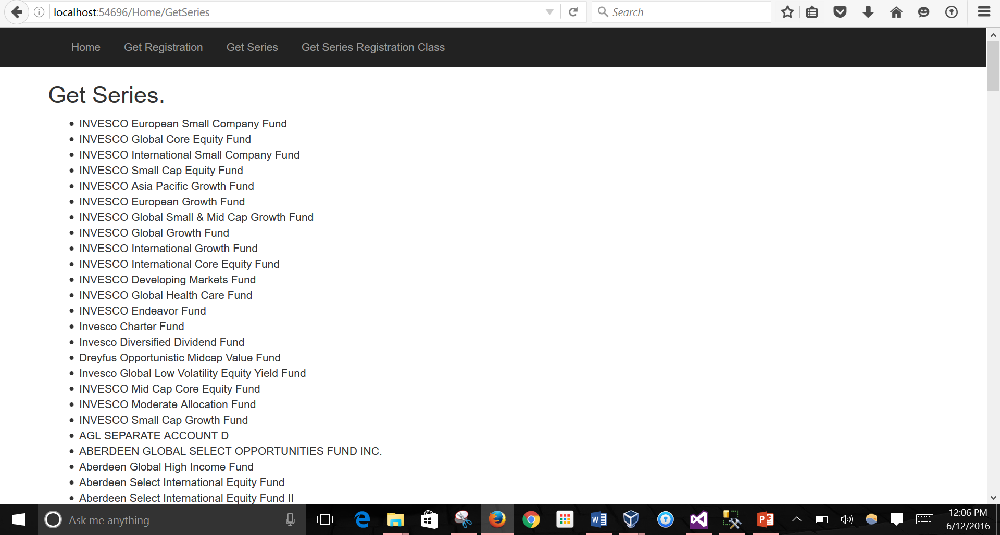 localhost:54696/Home/GetSeries
Search
Home Get Registration Get Series Get Series Registration Class
Get Series.
INVESCO European Small Company Fund
INVESCO Global Core Equity Fund
INVESCO International Small Company Fund
INVESCO Small Cap Equity Fund
INVESCO Asia Pacific Growth Fund
INVESCO European Growth Fund
INVESCO Global Small & Mid Cap Growth Fund
INVESCO Global Growth Fund
INVESCO International Growth Fund
INVESCO International Core Equity Fund
INVESCO Developing Markets Fund
INVESCO Global Health Care Fund
INVESCO Endeavor Fund
Invesco Charter Fund
Invesco Diversified Dividend Fund
Dreyfus Opportunistic Midcap Value Fund
Invesco Global Low Volatility Equity Yield Fund
INVESCO Mid Cap Core Equity Fund
INVESCO Moderate Allocation Fund
INVESCO Small Cap Growth Fund
AGL SEPARATE ACCOUNT D
ABERDEEN GLOBAL SELECT OPPORTUNITIES FUND INC.
Aberdeen Global High Income Fund
Aberdeen Select International Equity Fund
Aberdeen Select International Equity Fund II
Ask me anything
12:06 PM
6/12/2016